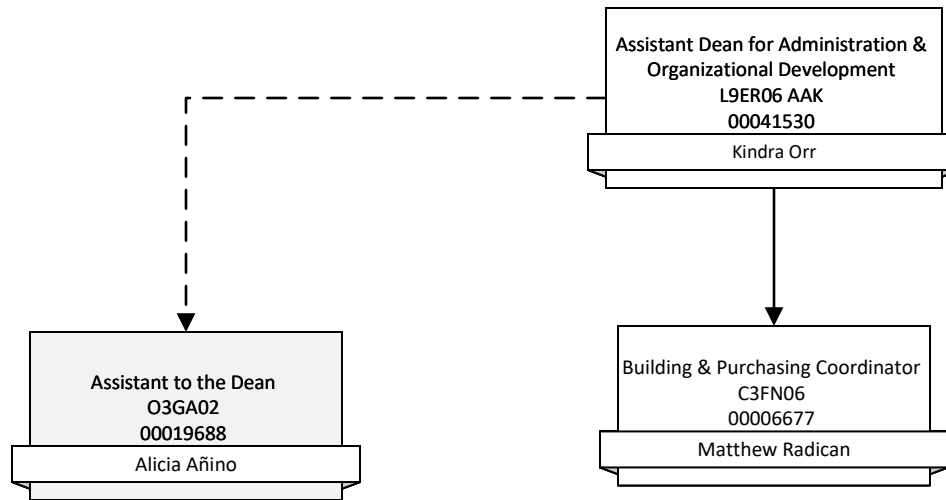 Assistant Dean for Administration &
Organizational Development
L9ER06 AAK
00041530
Kindra Orr
Assistant to the Dean
O3GA02
00019688
Alicia Añino
Building & Purchasing Coordinator
C3FN06
00006677
Matthew Radican